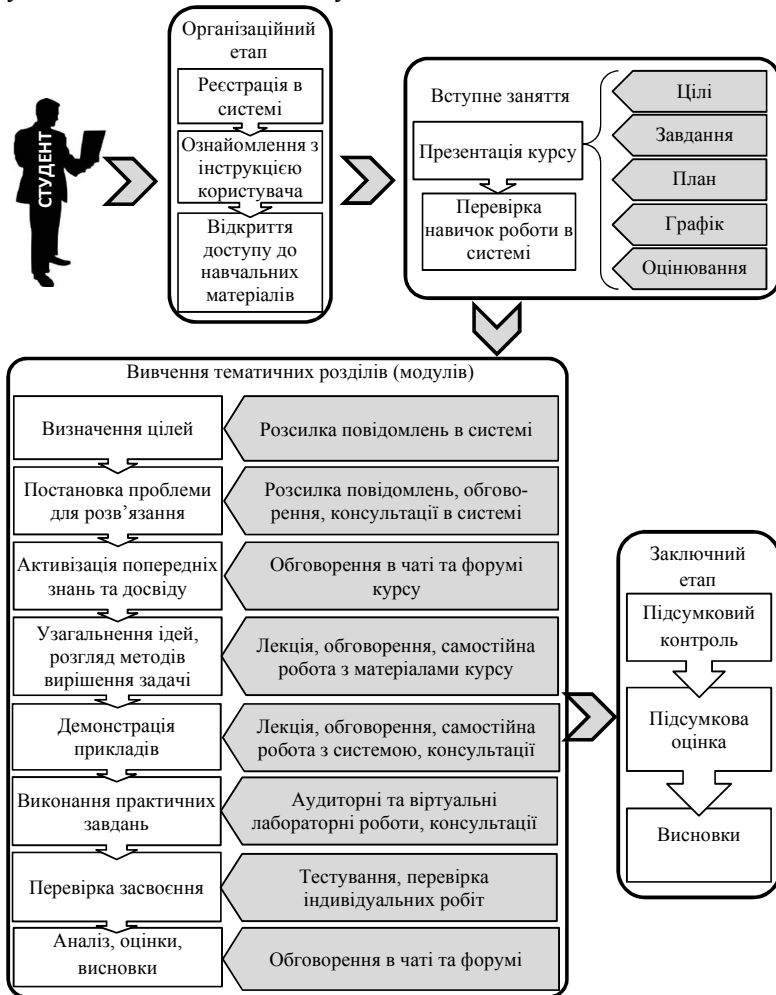 СТУДЕНТ
Організаційний
етап
Реєстрація в
системі
Ознайомлення з
інструкцією
користувача
Відкриття
доступу до
навчальних
матеріалів
Вступне заняття
Презентація курсу
Перевірка
навичок роботи в
системі
Цілі
Завдання
План
Графік
Оцінювання
Вивчення тематичних розділів (модулів)
Визначення цілей
Розсилка повідомлень в системі
Постановка проблеми
для розв’язання
Розсилка повідомлень, обгово-
рення, консультації в системі
Активізація попередніх
знань та досвіду
Обговорення в чаті та форумі
курсу
Узагальнення ідей,
розгляд методів
вирішення задачі
Лекція, обговорення, самостійна
робота з матеріалами курсу
Демонстрація
прикладів
Лекція, обговорення, самостійна
робота з системою, консультації
Виконання практичних
завдань
Аудиторні та віртуальні
лабораторні роботи, консультації
Перевірка засвоєння
Тестування, перевірка
індивідуальних робіт
Аналіз, оцінки,
висновки
Обговорення в чаті та форумі
Заключний
етап
Підсумковий
контроль
Підсумкова
оцінка
Висновки